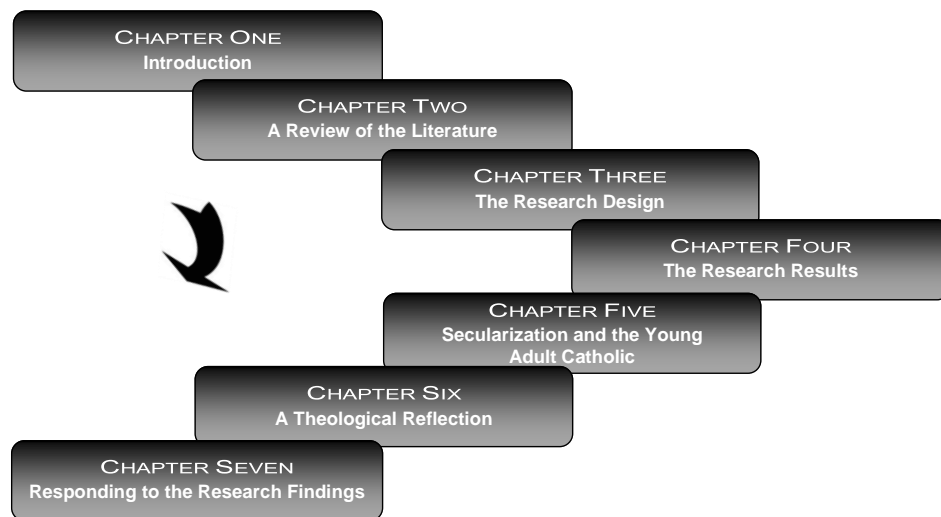 CHAPTER ONE
Introduction
CHAPTER TWO
A Review of the Literature
CHAPTER THREE
The Research Design
CHAPTER FOUR
The Research Results
CHAPTER FIVE
Secularization and the Young
Adult Catholic
CHAPTER SIX
A Theological Reflection
CHAPTER SEVEN
Responding to the Research Findings